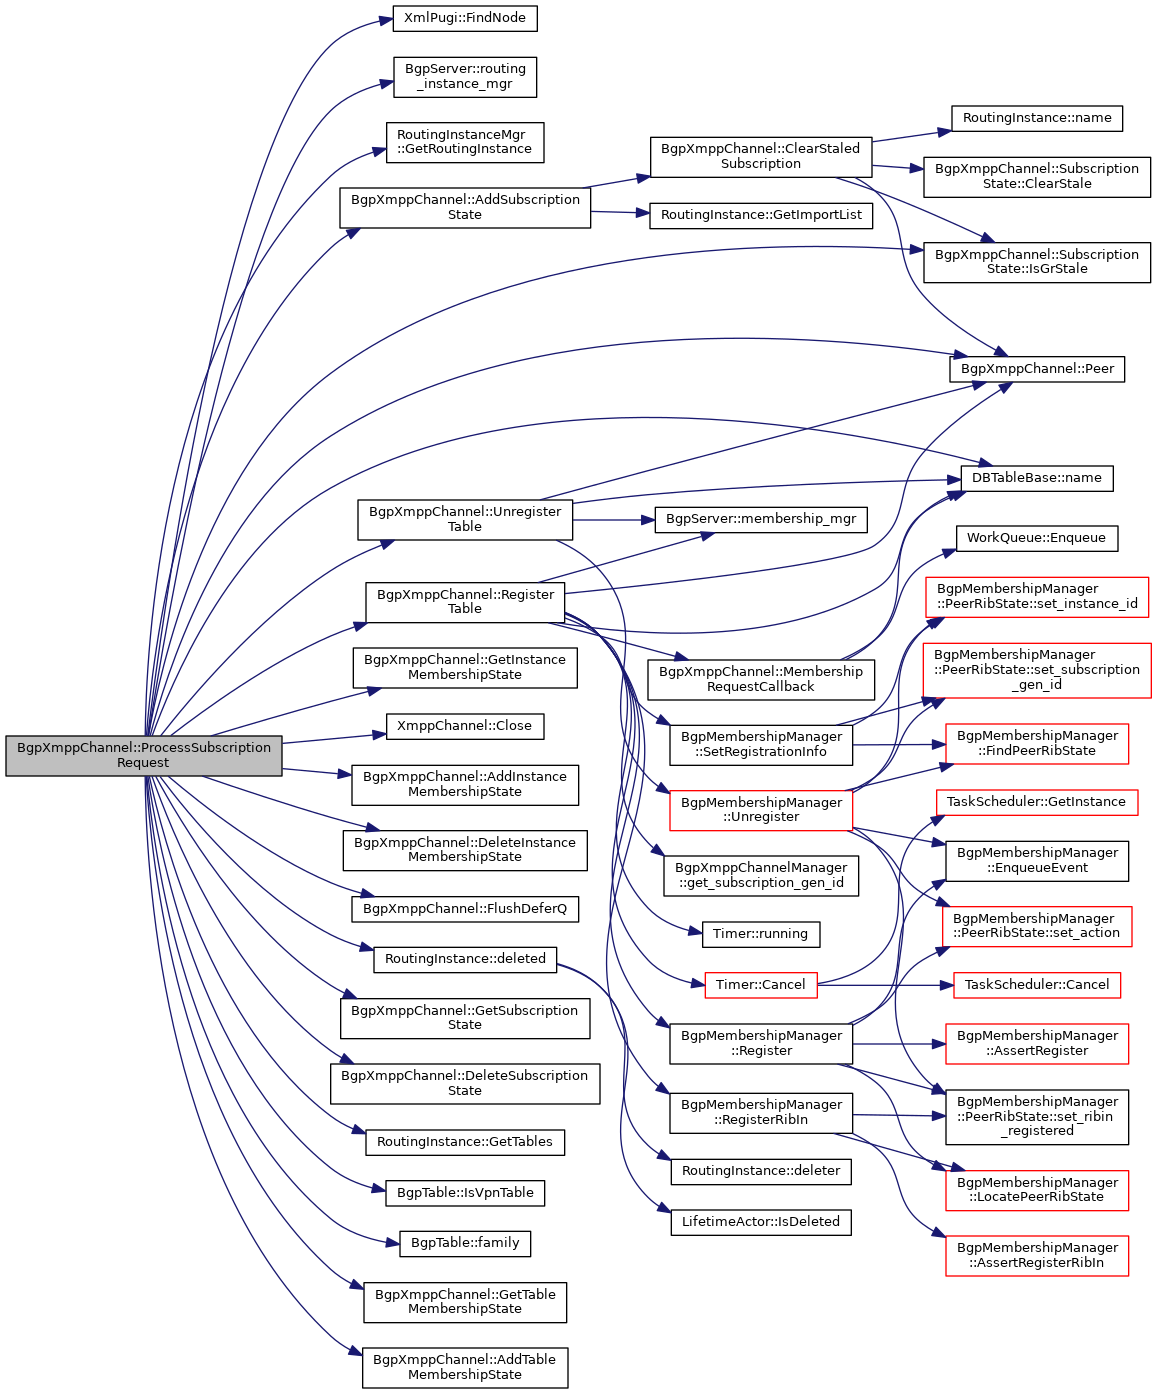 XmlPugi::FindNode
BgpServer::routing
_instance_mgr
RoutingInstanceMgr
::GetRoutingInstance
BgpXmppChannel::AddSubscription
State
BgpXmppChannel::ClearStaled
Subscription
RoutingInstance::GetImportList
RoutingInstance::name
BgpXmppChannel::Subscription
State::ClearStale
BgpXmppChannel::Subscription
State::IsGrStale
BgpXmppChannel::Peer
DBTableBase::name
BgpXmppChannel::Unregister
Table
BgpServer::membership_mgr
WorkQueue::Enqueue
BgpXmppChannel::Register
Table
BgpMembershipManager
::PeerRibState::set_instance_id
BgpXmppChannel::GetInstance
MembershipState
BgpXmppChannel::Membership
RequestCallback
BgpMembershipManager
::PeerRibState::set_subscription
_gen_id
BgpXmppChannel::ProcessSubscription
Request
XmppChannel::Close
BgpMembershipManager
::SetRegistrationInfo
BgpMembershipManager
::FindPeerRibState
BgpXmppChannel::AddInstance
MembershipState
BgpMembershipManager
::Unregister
TaskScheduler::GetInstance
BgpXmppChannel::DeleteInstance
MembershipState
BgpXmppChannelManager
::get_subscription_gen_id
BgpMembershipManager
::EnqueueEvent
BgpXmppChannel::FlushDeferQ
Timer::running
BgpMembershipManager
::PeerRibState::set_action
RoutingInstance::deleted
Timer::Cancel
TaskScheduler::Cancel
BgpXmppChannel::GetSubscription
State
BgpMembershipManager
::Register
BgpMembershipManager
::AssertRegister
BgpXmppChannel::DeleteSubscription
State
BgpMembershipManager
::RegisterRibIn
BgpMembershipManager
::PeerRibState::set_ribin
_registered
RoutingInstance::GetTables
RoutingInstance::deleter
BgpMembershipManager
::LocatePeerRibState
BgpTable::IsVpnTable
LifetimeActor::IsDeleted
BgpTable::family
BgpMembershipManager
::AssertRegisterRibIn
BgpXmppChannel::GetTable
MembershipState
BgpXmppChannel::AddTable
MembershipState